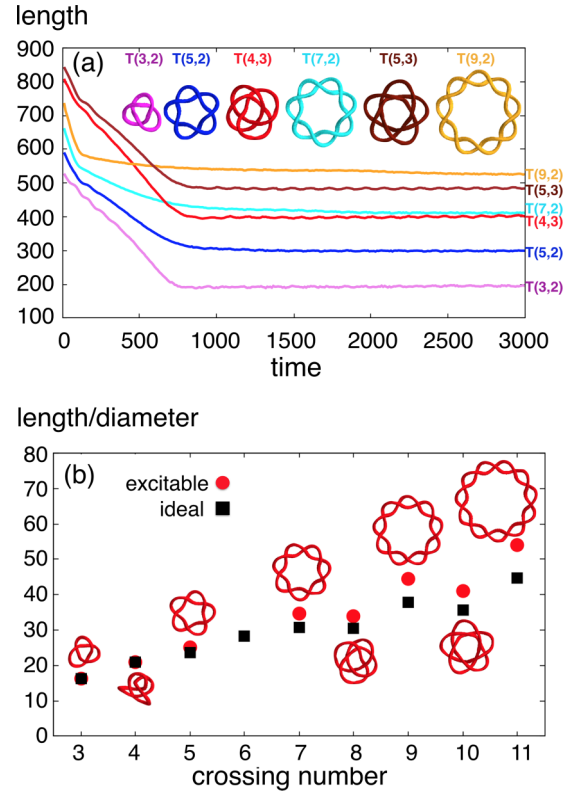 length
900
800
700
600
500
400
300
200
100
(a)
T(3,2) T(5,2) T(4,3) T(7,2) T(5,3) T(9,2)
T(9,2)
T(5,3)
T(7,2)
T(4,3)
T(5,2)
T(3,2)
0 500 1000 1500 2000 2500 3000
time
length/diameter
80
70
60
50
40
30
20
10
0
(b)
excitable
ideal
3 4 5 6 7 8 9 10 11
crossing number